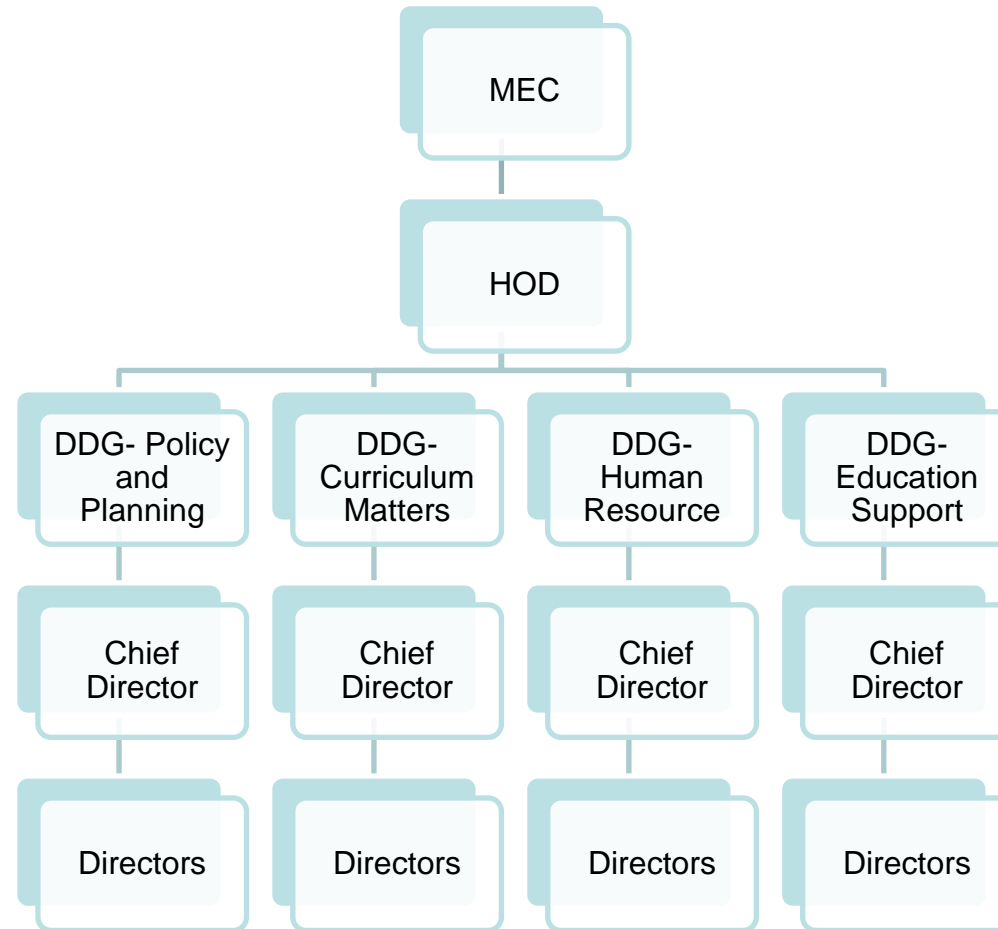 MEC
HOD
DDG- Policy
and
Planning
DDG-
Curriculum
Matters
DDG-
Human
Resource
DDG-
Education
Support
Chief
Director
Chief
Director
Chief
Director
Chief
Director
Directors
Directors
Directors
Directors